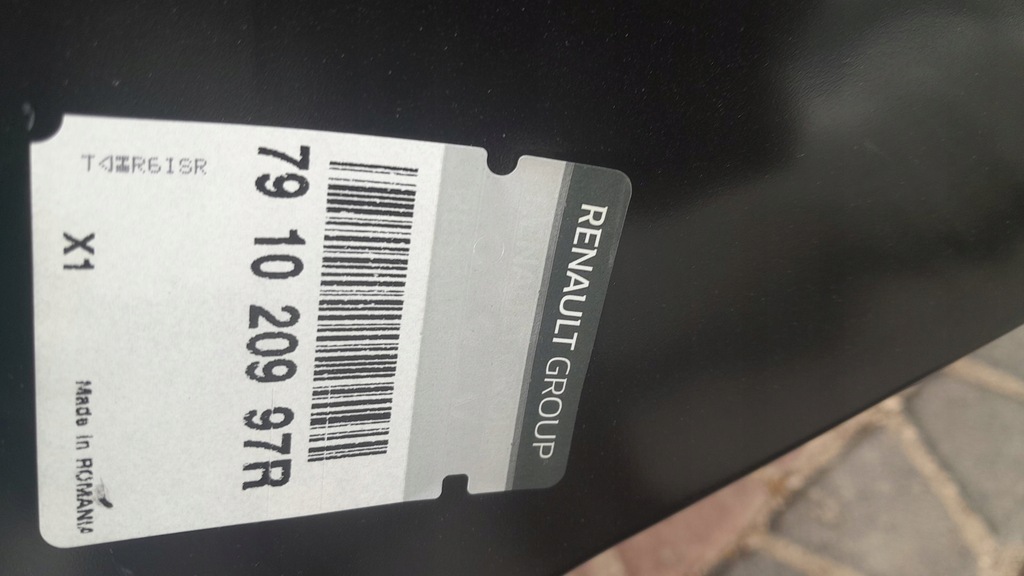 RENAULT GROUP
79 10 209 97R
X1
Made in ROMANIA